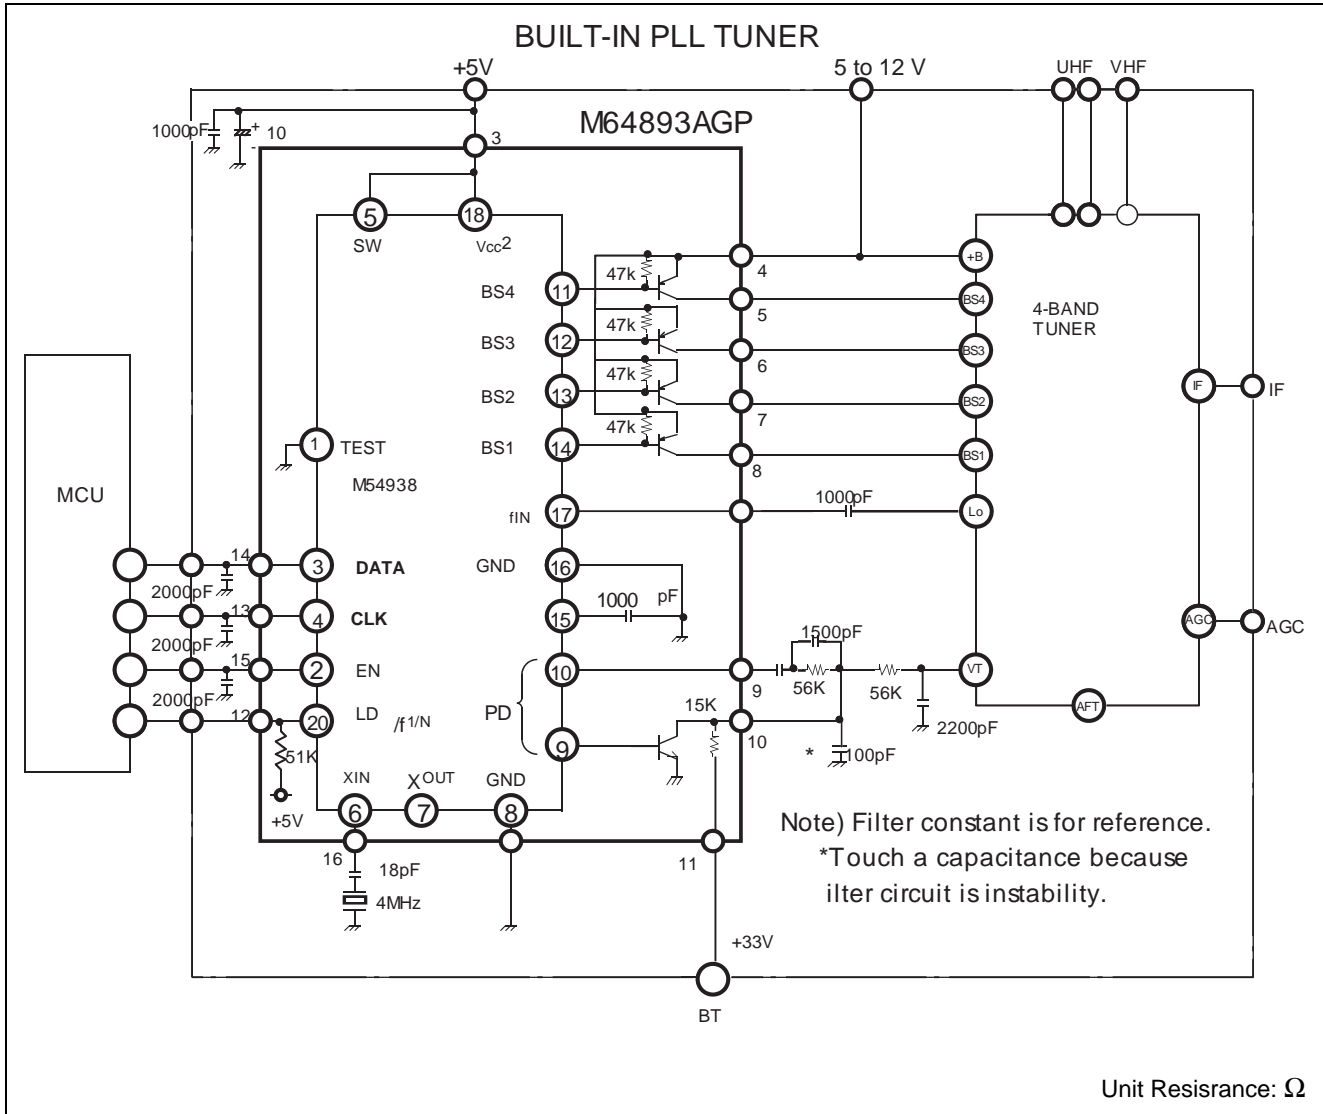 BUILT-IN PLL TUNER
+5V
5 to 12 V
UHF VHF
1000pF
+
10
-
M64893AGP
3
5
18
SW
Vcc2
+B
4
47k
BS4
11
BS4
5
4-BAND
TUNER
47k
BS3
12
BS3
6
47k
BS2
13
BS2
7
IF
IF
47k
BS1
14
BS1
8
1
TEST
M54938
MCU
1000pF
fIN
17
Lo
14
3
DATA
GND
16
2000pF
1000 pF
13
4
CLK
15
AGC
AGC
2000pF
1500pF
15
2
EN
10
9
56K
56K
VT
2000pF
PD
12
20
LD /f1/N
15K
10
AFT
2200pF
9
51K
*
100pF
XIN
XOUT
GND
+5V
6
7
8
16
11
18pF
4MHz
Note) Filter constant is for reference.
*Touch a capacitance because
ilter circuit is instability.
+33V
BT
Unit Resisrance: Ω